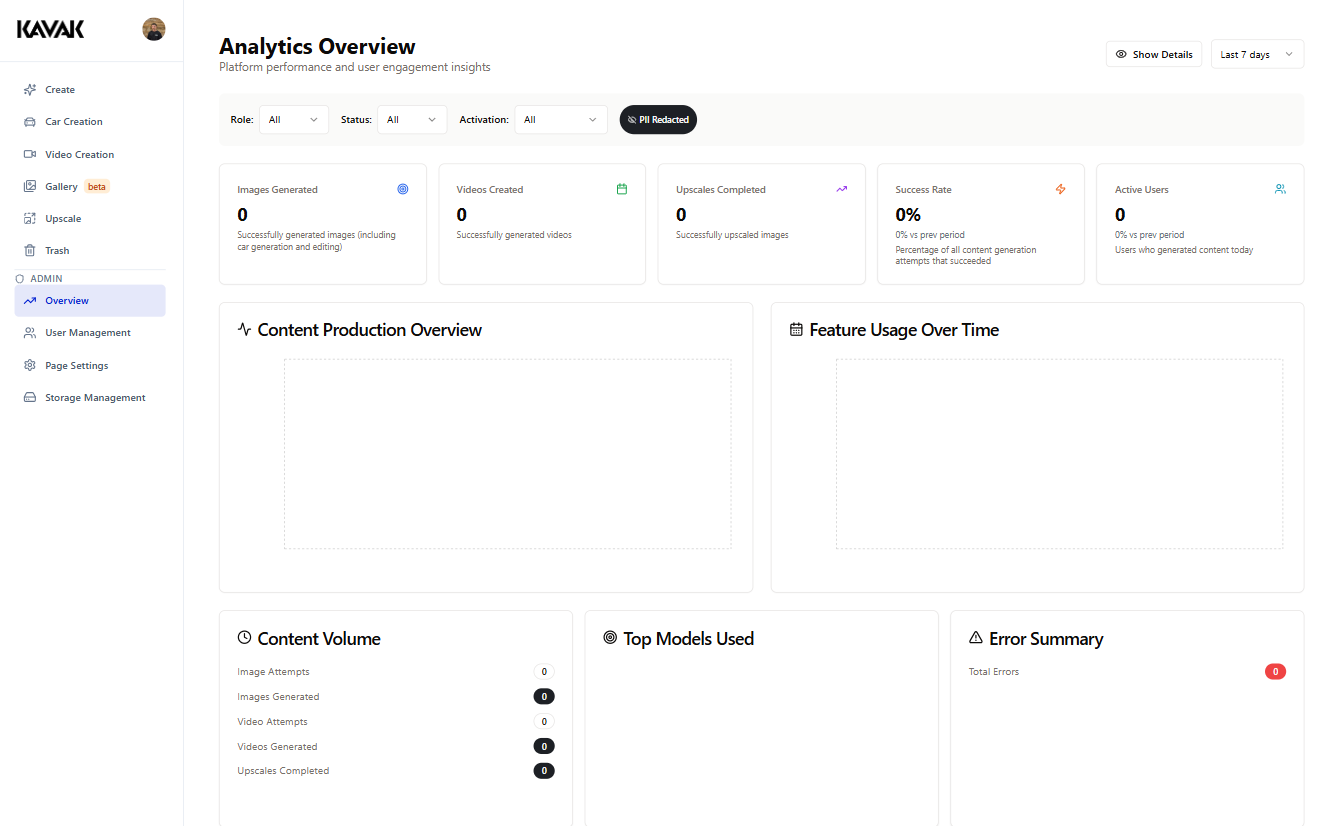 KAVAK
Create
Car Creation
Video Creation
Gallery beta
Upscale
Trash
ADMIN
Overview
User Management
Page Settings
Storage Management
Analytics Overview
Platform performance and user engagement insights
Show Details
Last 7 days
Role: All Status: All Activation: All PII Redacted
Images Generated
0
Successfully generated images (including
car generation and editing)
Videos Created
0
Successfully generated videos
Upscales Completed
0
Successfully upscaled images
Success Rate
0%
0% vs prev period
Percentage of all content generation
attempts that succeeded
Active Users
0
0% vs prev period
Users who generated content today
Content Production Overview
Feature Usage Over Time
Content Volume
Image Attempts 0
Images Generated 0
Video Attempts 0
Videos Generated 0
Upscales Completed 0
Top Models Used
Error Summary
Total Errors 0